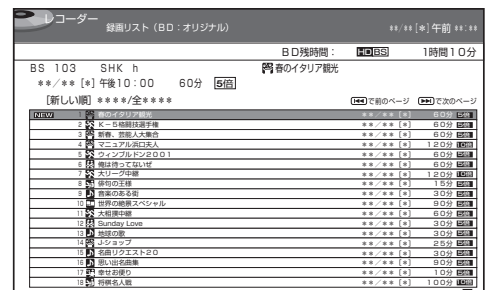 レコーダー 録画リスト（BD：オリジナル） **/**[*]午前**:**
BD残時間： HD BS 1時間10分
BS 103 SHK h 春のイタリア観光
**/** [*] 午後10：00 60分 5倍
[新しい順] ****/全**** で前のページ で次のページ
NEW 1 春のイタリア観光 **/** [*] 60分 5倍
2 K－5格闘技選手権 **/** [*] 60分 5倍
3 新春、芸能人大集合 **/** [*] 60分 5倍
4 マニュアル浜口夫人 **/** [*] 120分 10倍
5 ウィンブルドン2001 **/** [*] 60分 5倍
6 俺は待ってないぜ **/** [*] 60分 5倍
7 大リーグ中継 **/** [*] 120分 10倍
8 俳句の王様 **/** [*] 15分 5倍
9 音楽のある街 **/** [*] 30分 5倍
10 世界の絶景スペシャル **/** [*] 90分 5倍
11 大相撲中継 **/** [*] 60分 5倍
12 Sunday Love **/** [*] 30分 5倍
13 地球の歌 **/** [*] 30分 5倍
14 Jショップ **/** [*] 25分 5倍
15 名曲リクエスト20 **/** [*] 30分 5倍
16 思い出名曲集 **/** [*] 90分 5倍
17 幸せお便り **/** [*] 10分 5倍
18 将棋名人戦 **/** [*] 100分 10倍